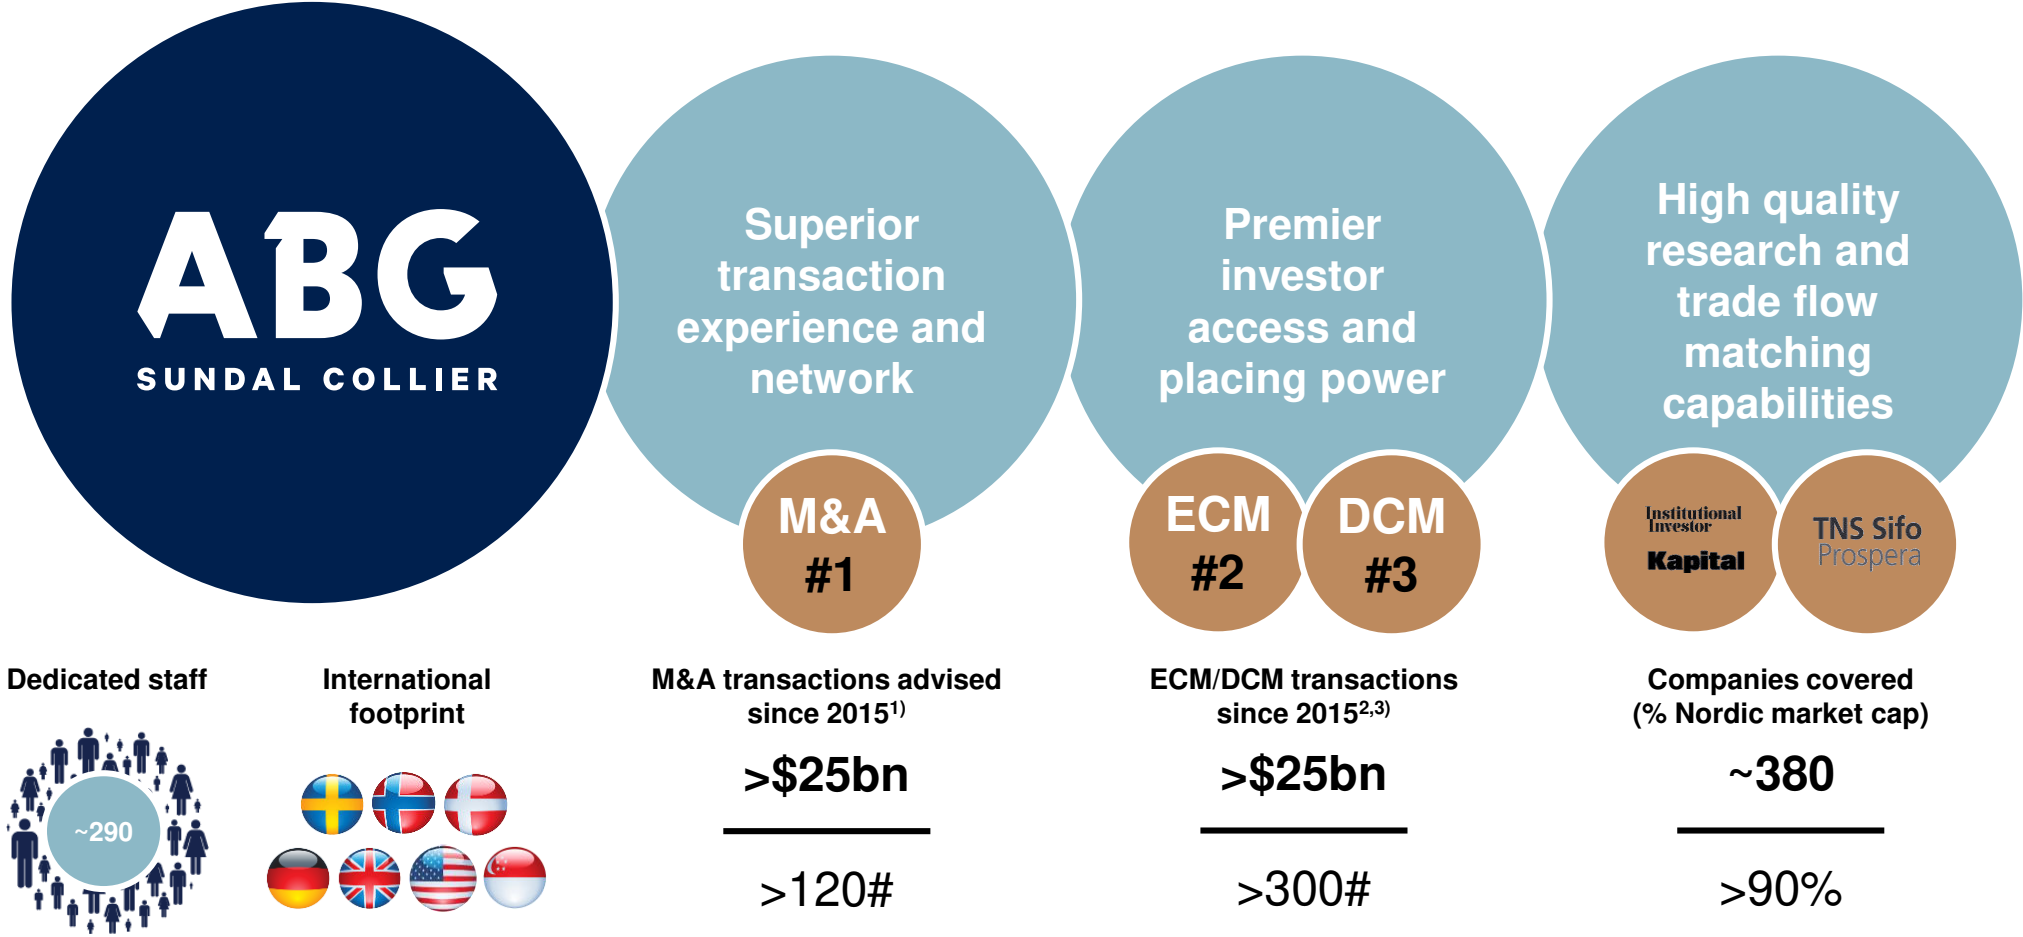 ABG
SUNDAL COLLIER
Superior
transaction
experience and
network
M&A
#1
Premier
investor
access and
placing power
ECM
#2
DCM
#3
High quality
research and
trade flow
matching
capabilities
Institutional
Investor
Kapital
TNS Sifo
Prospera
Dedicated staff
~290
International
footprint
M&A transactions advised
since 2015¹⁾
>$25bn
>120#
ECM/DCM transactions
since 2015²,³⁾
>$25bn
>300#
Companies covered
(% Nordic market cap)
~380
>90%